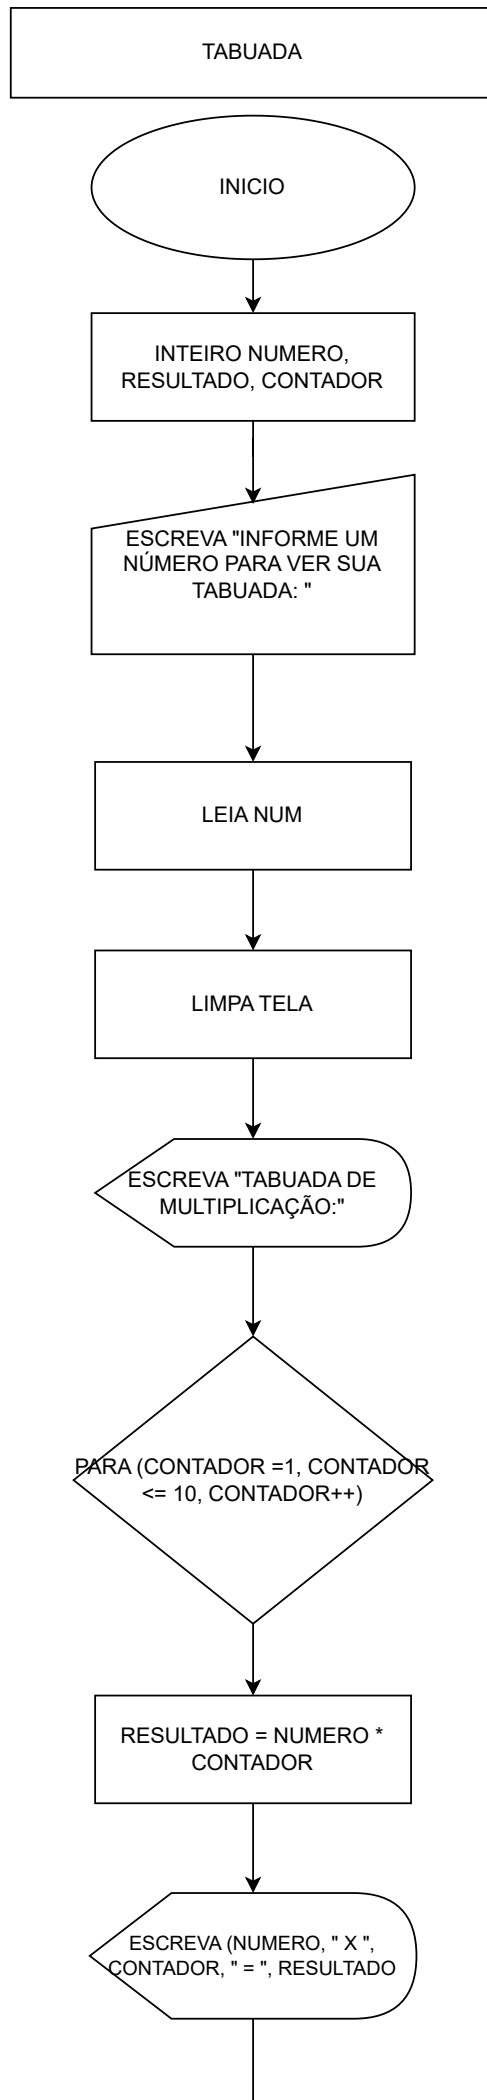 TABUADA
INICIO
INTEIRO NUMERO,
RESULTADO, CONTADOR
ESCREVA "INFORME UM
NÚMERO PARA VER SUA
TABUADA: "
LEIA NUM
LIMPA TELA
ESCREVA "TABUADA DE
MULTIPLICAÇÃO:"
PARA (CONTADOR =1, CONTADOR
<= 10, CONTADOR++)
RESULTADO = NUMERO *
CONTADOR
ESCREVA (NUMERO, " X ",
CONTADOR, " = ", RESULTADO